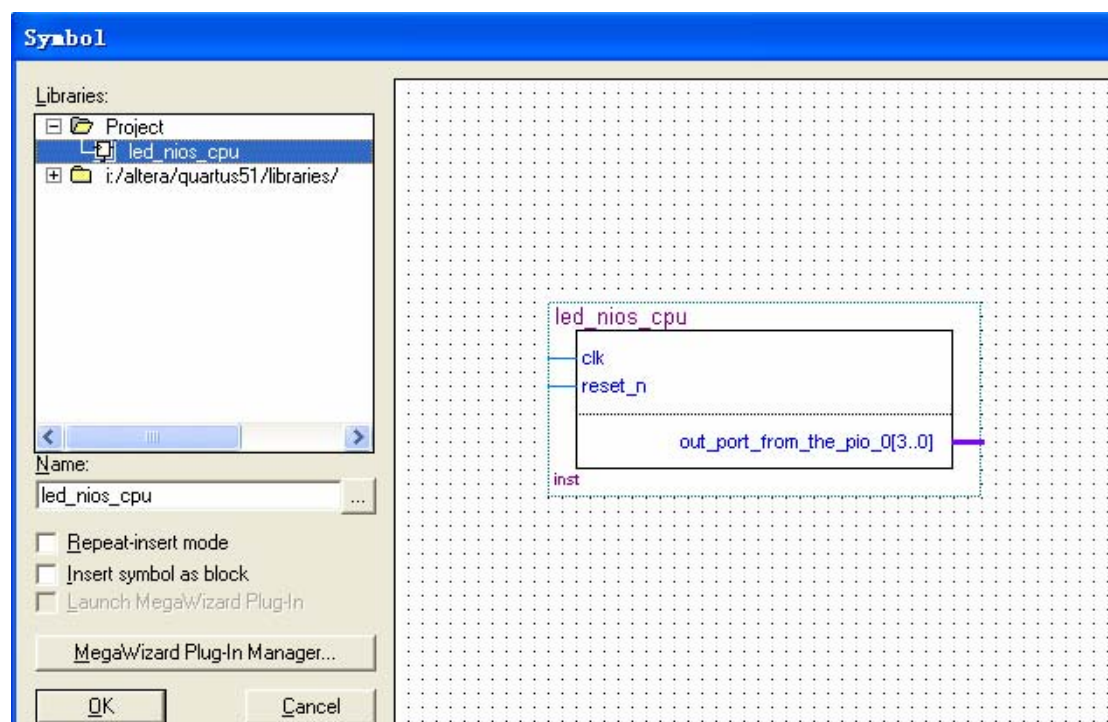 Symbol
Libraries:
Project
led_nios_cpu
i:/altera/quartus51/libraries/
Name:
led_nios_cpu
...
Repeat-insert mode
Insert symbol as block
Launch MegaWizard Plug-In
MegaWizard Plug-In Manager...
OK
Cancel
led_nios_cpu
clk
reset_n
out_port_from_the_pio_0[3..0]
inst